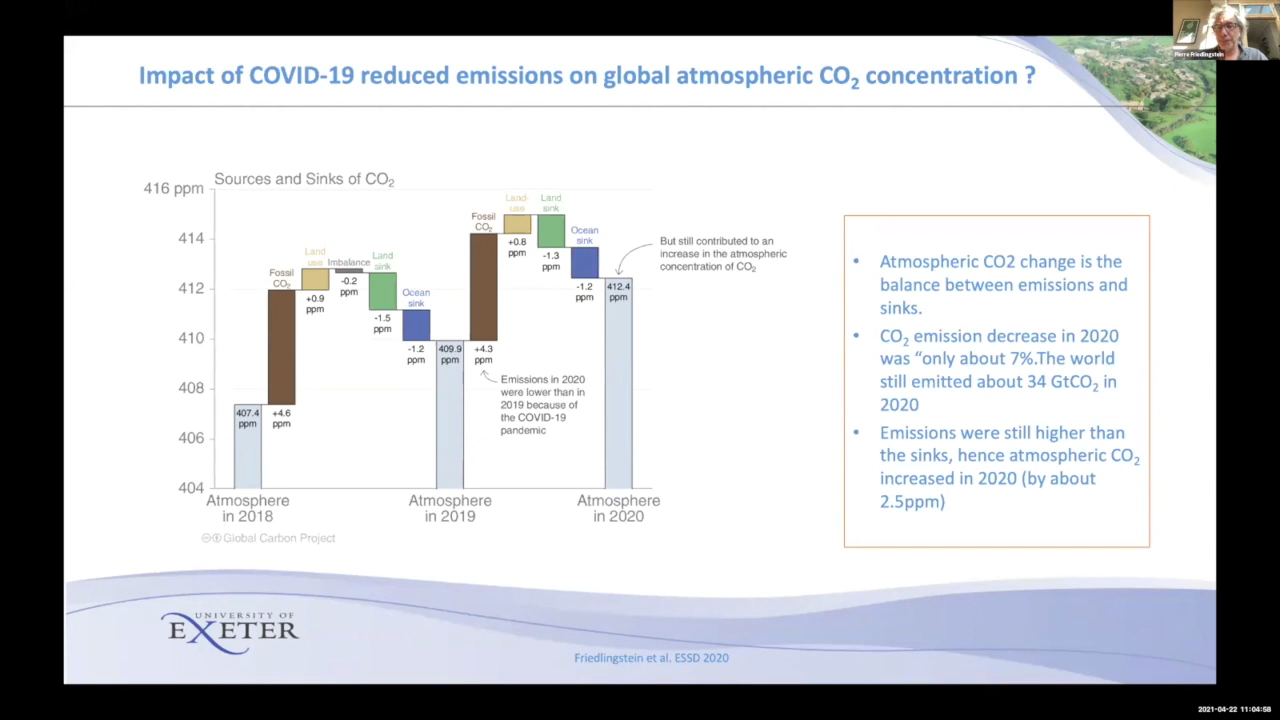 Pierre Friedlingstein
Impact of COVID-19 reduced emissions on global atmospheric CO₂ concentration ?
Sources and Sinks of CO₂
416 ppm
414
412
410
408
406
404
407.4
ppm
Fossil
CO₂
+4.6
ppm
Land
use
+0.9
ppm
Imbalance
-0.2
ppm
Land
sink
-1.5
ppm
Ocean
sink
-1.2
ppm
409.9
ppm
Fossil
CO₂
+4.3
ppm
Land-
use
+0.8
ppm
Land
sink
-1.3
ppm
Ocean
sink
-1.2
ppm
412.4
ppm
But still contributed to an
increase in the atmospheric
concentration of CO₂
Emissions in 2020
were lower than in
2019 because of
the COVID-19
pandemic
Atmosphere
in 2018
Atmosphere
in 2019
Atmosphere
in 2020
Global Carbon Project
• Atmospheric CO2 change is the
balance between emissions and
sinks.
• CO₂ emission decrease in 2020
was “only about 7%.The world
still emitted about 34 GtCO₂ in
2020
• Emissions were still higher than
the sinks, hence atmospheric CO₂
increased in 2020 (by about
2.5ppm)
UNIVERSITY OF
EXETER
Friedlingstein et al. ESSD 2020
2021-04-22 11:04:58